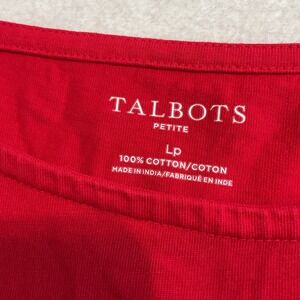 TALBOTS
PETITE
Lp
100% COTTON/COTON
MADE IN INDIA/FABRIQUÉ EN INDE